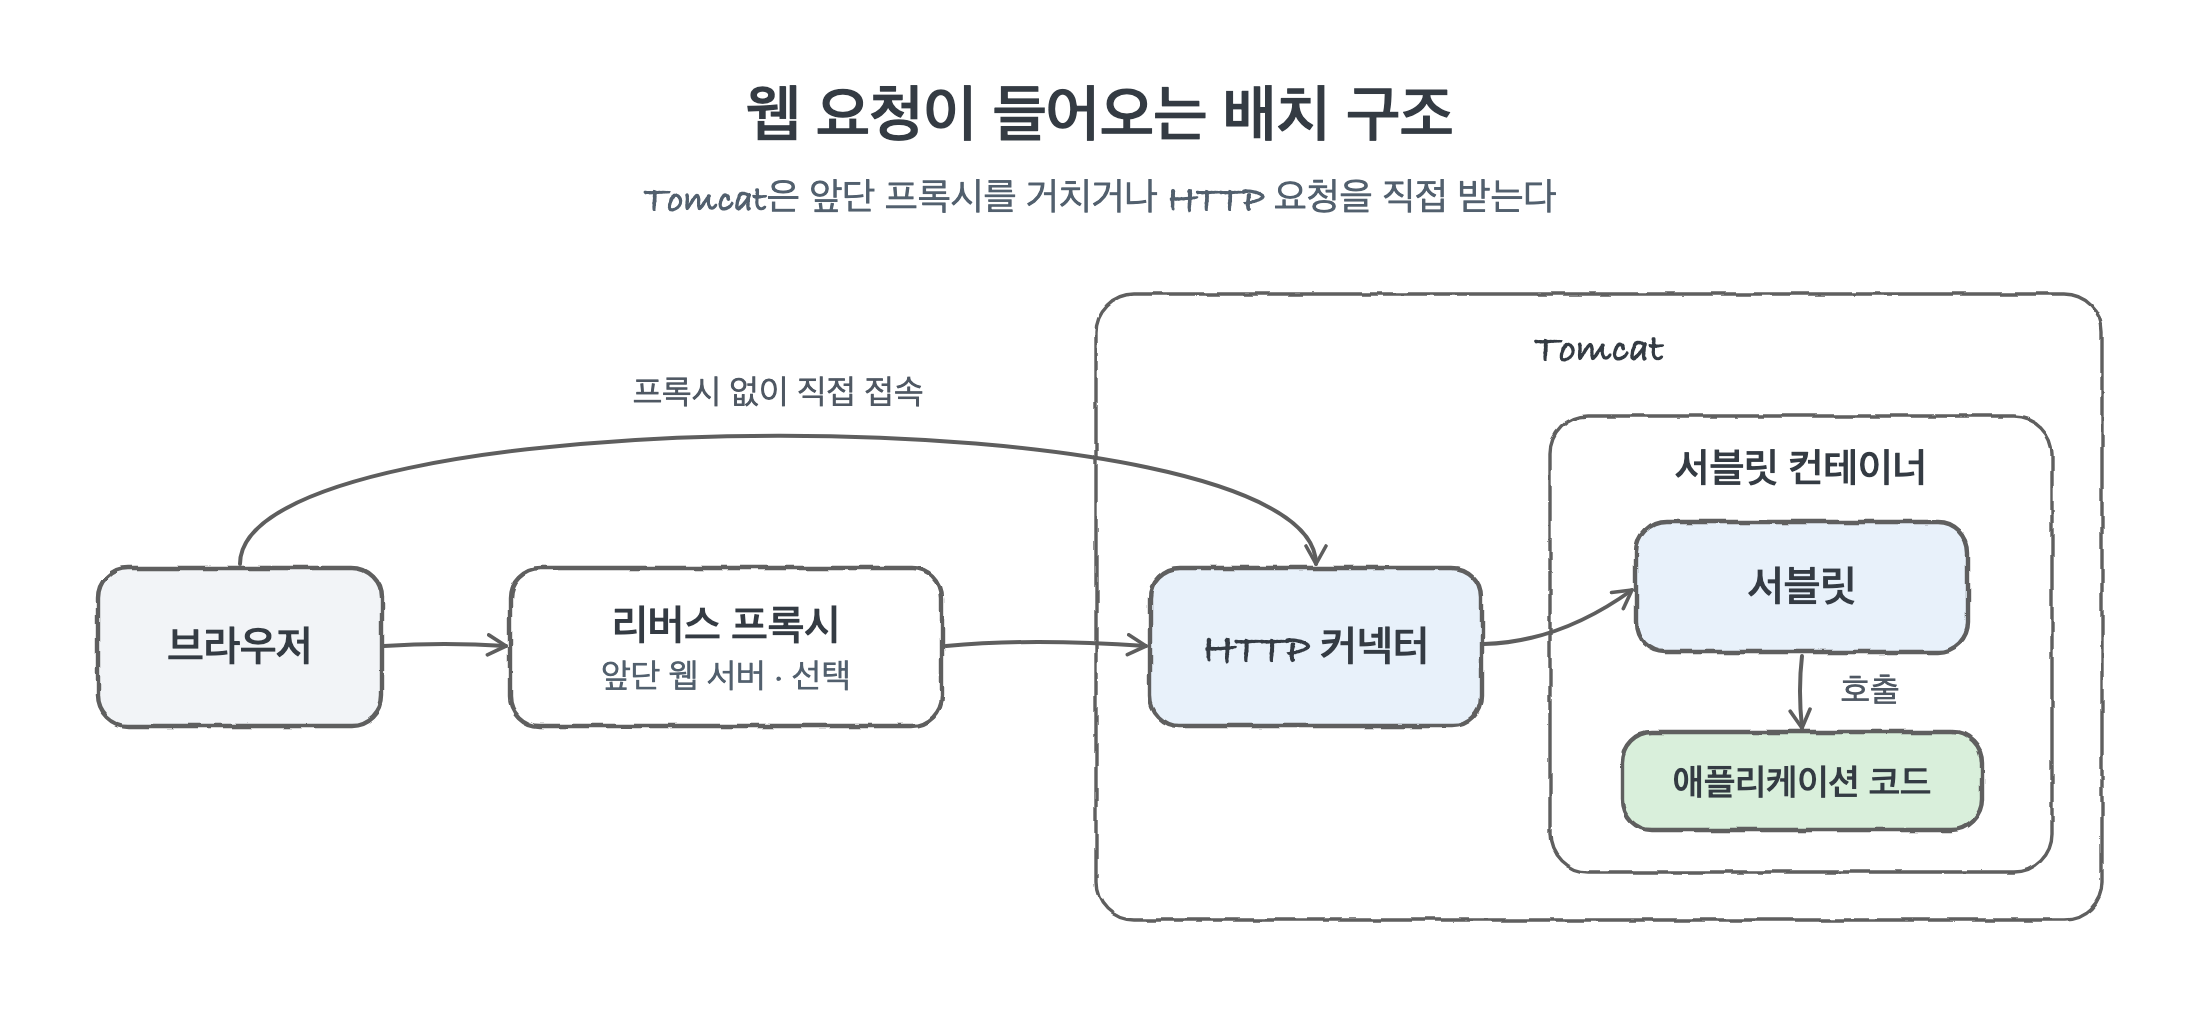 웹 요청이 들어오는 배치 구조
Tomcat은 앞단 프록시를 거치거나 HTTP 요청을 직접 받는다
Tomcat
프록시 없이 직접 접속
서블릿 컨테이너
브라우저
리버스 프록시
앞단 웹 서버 · 선택
HTTP 커넥터
서블릿
호출
애플리케이션 코드